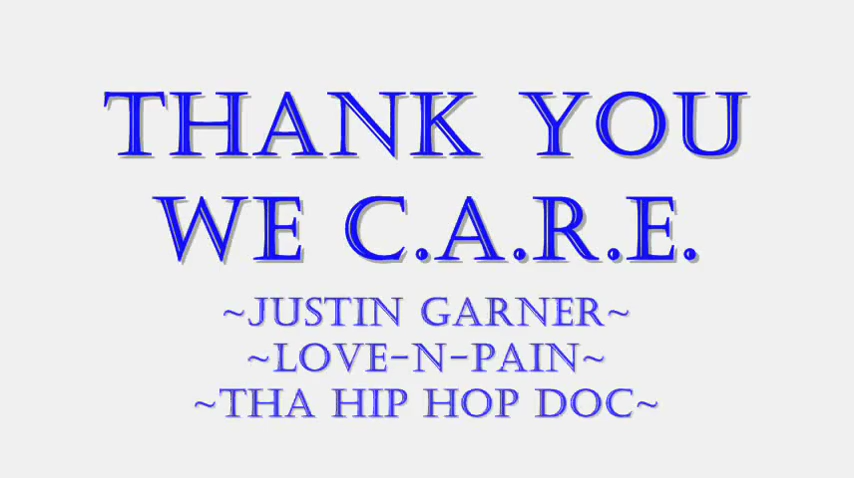 THANK YOU
WE C.A.R.E.
~JUSTIN GARNER~
~LOVE-N-PAIN~
~THA HIP HOP DOC~